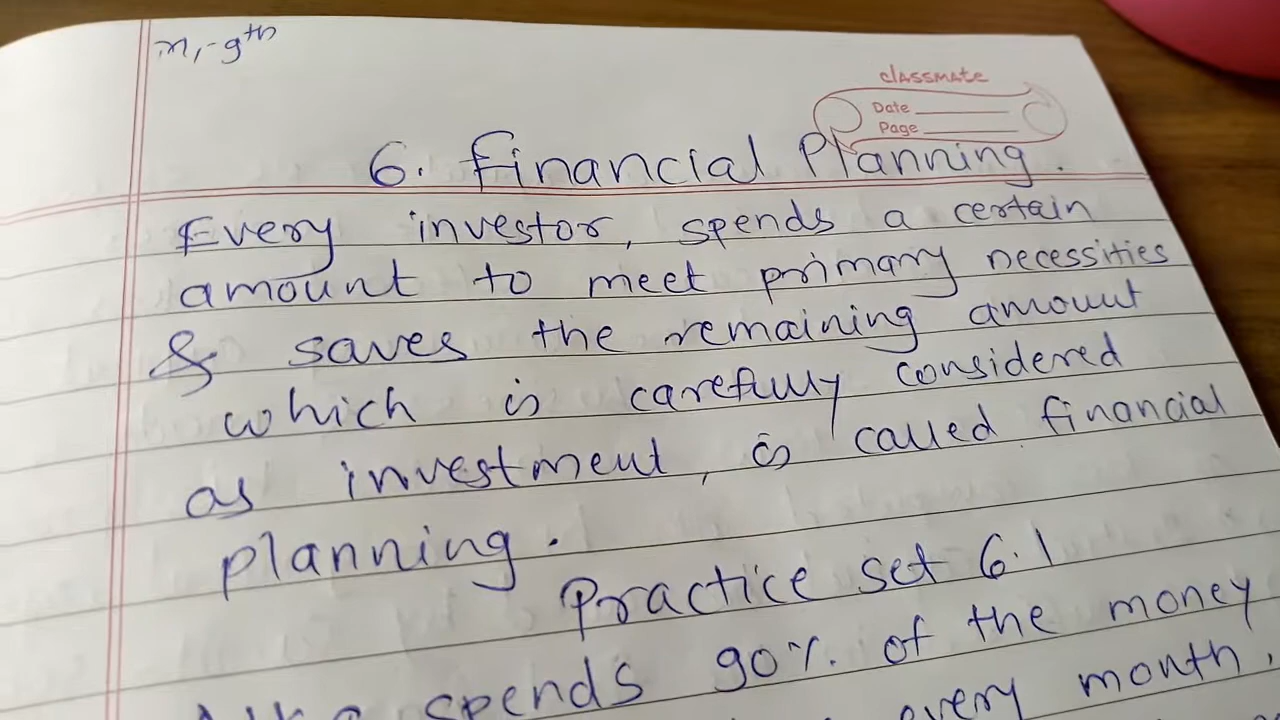 m,-9th
classmate
Date
Page
6. Financial Planning.
Every investor, spends a certain
amount to meet primary necessities
& saves the remaining amount
which is carefully considered
as investment, is called financial
planning.
Practice set 6.1
spends 90% of the money
every month.